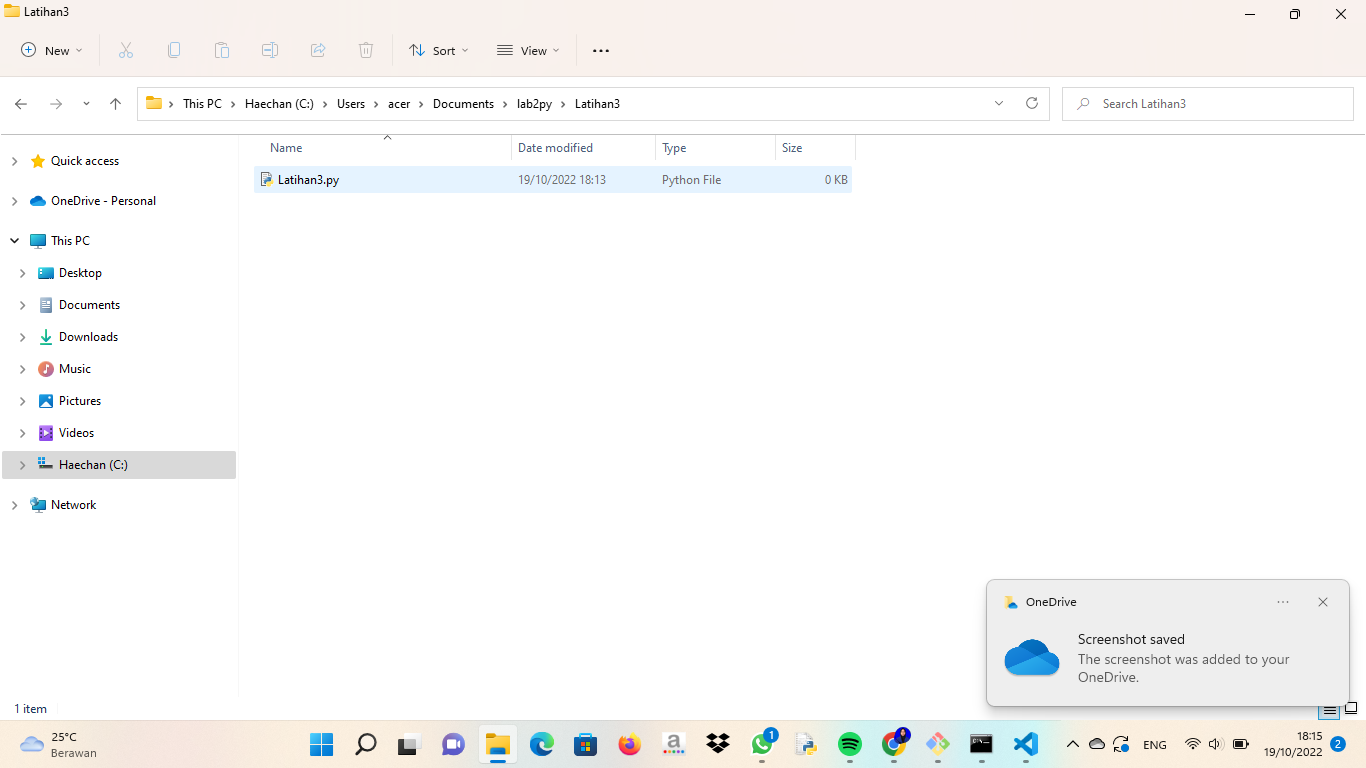 Latihan3
New
Sort
View
This PC
Haechan (C:)
Users
acer
Documents
lab2py
Latihan3
Search Latihan3
Name
Date modified
Type
Size
Latihan3.py
19/10/2022 18:13
Python File
0 KB
Quick access
OneDrive - Personal
This PC
Desktop
Documents
Downloads
Music
Pictures
Videos
Haechan (C:)
Network
OneDrive
Screenshot saved
The screenshot was added to your
OneDrive.
1 item
25°C
Berawan
a
1
ENG
18:15
19/10/2022
2